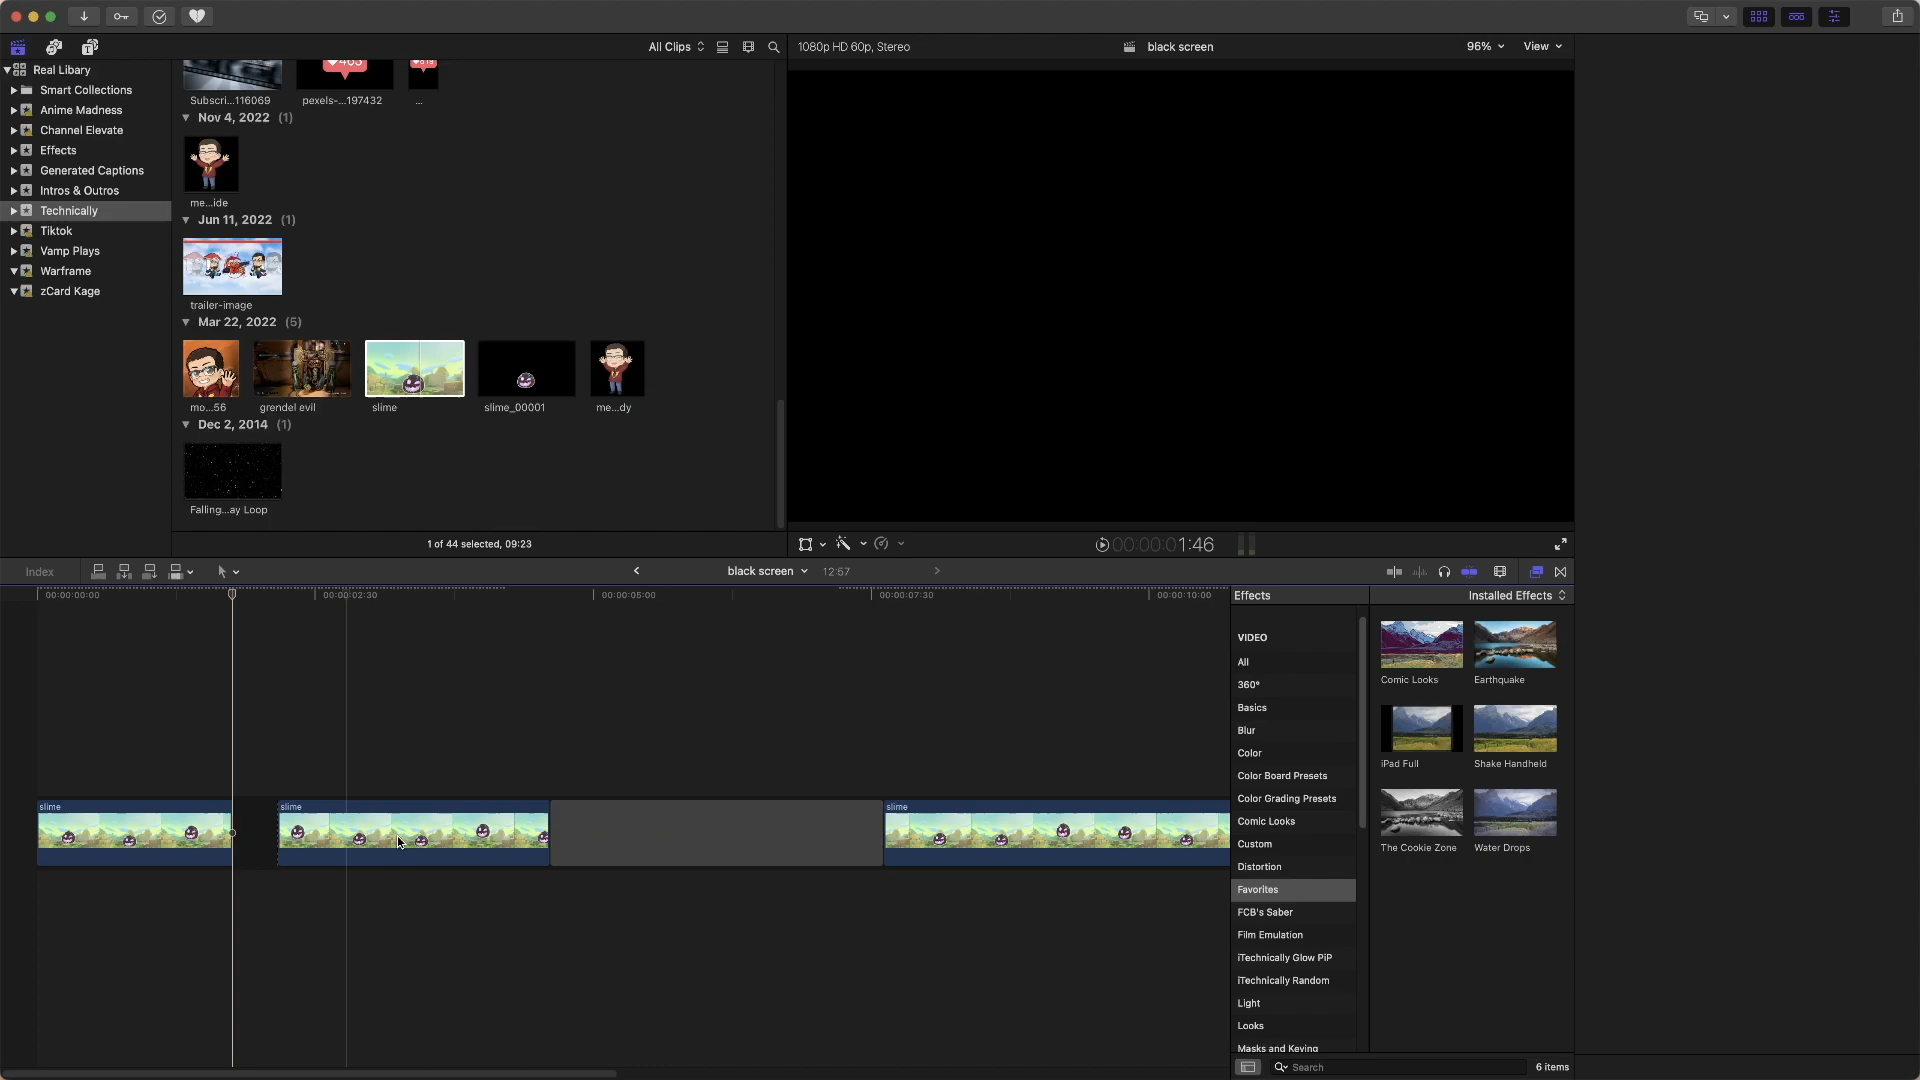 All Clips
1080p HD 60p, Stereo
black screen
96%
View
Real Libary
Smart Collections
Anime Madness
Channel Elevate
Effects
Generated Captions
Intros & Outros
Technically
Tiktok
Vamp Plays
Warframe
zCard Kage
Subscri...116069
pexels-...197432
...
Nov 4, 2022 (1)
me...ide
Jun 11, 2022 (1)
trailer-image
Mar 22, 2022 (5)
mo...56
grendel evil
slime
slime_00001
me...dy
Dec 2, 2014 (1)
Falling...ay Loop
1 of 44 selected, 09:23
00:00:01:46
Index
black screen
12:57
00:00:00:00
00:00:02:30
00:00:05:00
00:00:07:30
00:00:10:00
slime
slime
slime
Effects
Installed Effects
VIDEO
All
360°
Basics
Blur
Color
Color Board Presets
Color Grading Presets
Comic Looks
Custom
Distortion
Favorites
FCB's Saber
Film Emulation
iTechnically Glow PiP
iTechnically Random
Light
Looks
Masks and Keying
Comic Looks
Earthquake
iPad Full
Shake Handheld
The Cookie Zone
Water Drops
Search
6 items